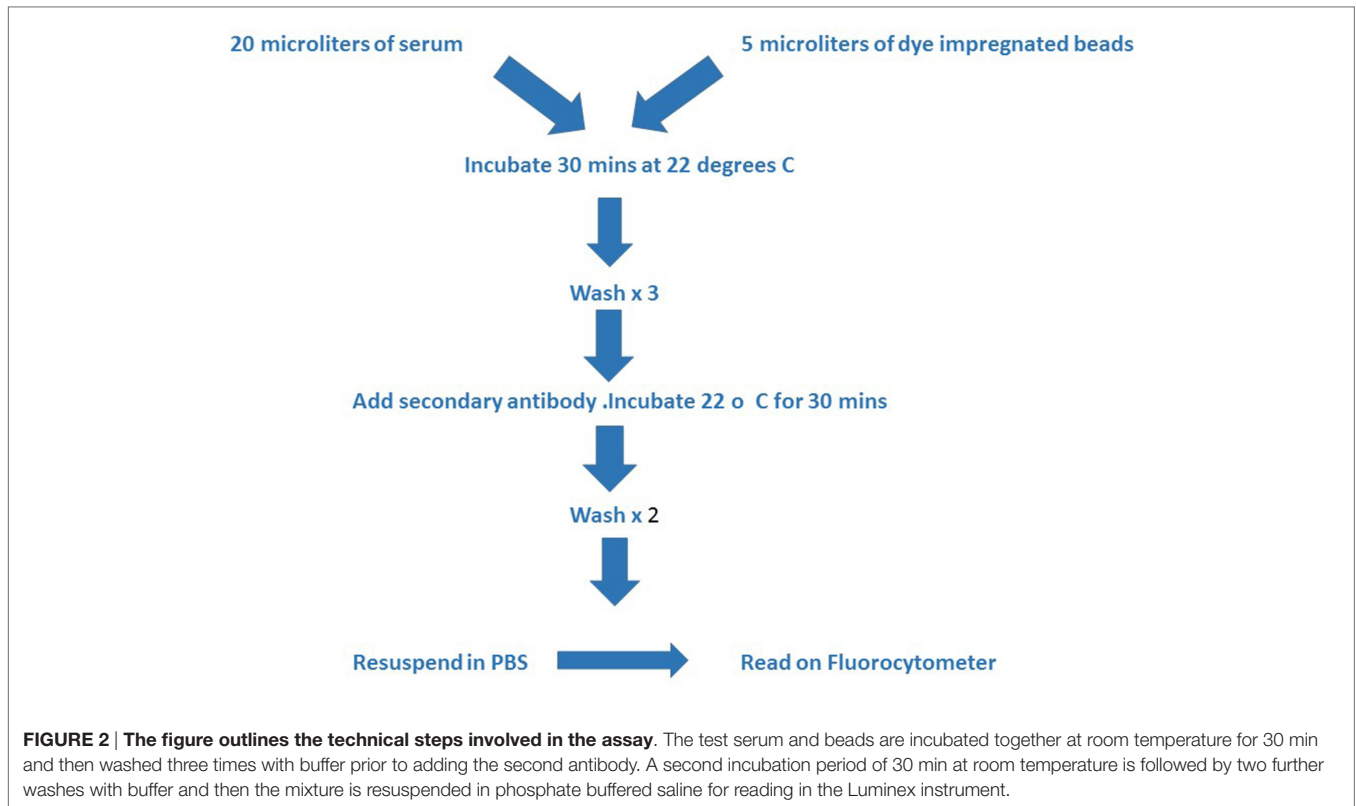 20 microliters of serum
5 microliters of dye impregnated beads
Incubate 30 mins at 22 degrees C
Wash x 3
Add secondary antibody .Incubate 22 o C for 30 mins
Wash x 2
Resuspend in PBS
Read on Fluorocytometer
FIGURE 2 | The figure outlines the technical steps involved in the assay. The test serum and beads are incubated together at room temperature for 30 min
and then washed three times with buffer prior to adding the second antibody. A second incubation period of 30 min at room temperature is followed by two further
washes with buffer and then the mixture is resuspended in phosphate buffered saline for reading in the Luminex instrument.